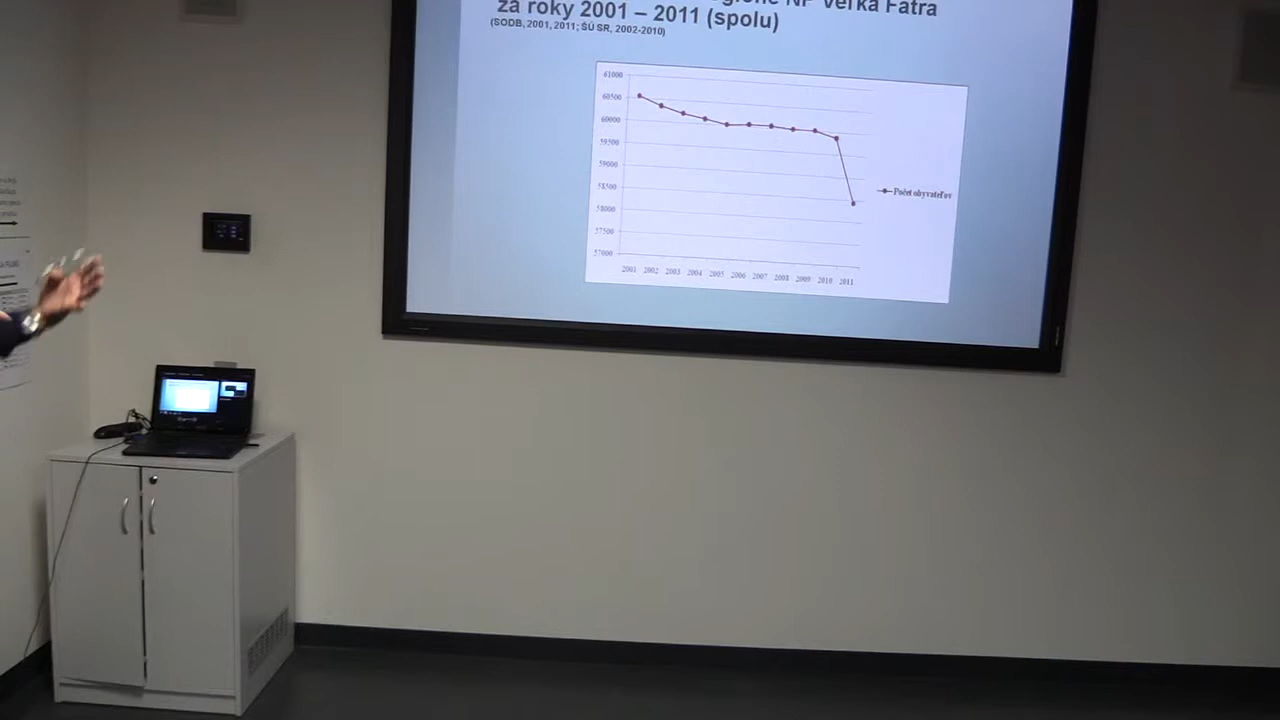 NP Veľká Fatra
za roky 2001 – 2011 (spolu)
(SODB, 2001, 2011; ŠÚ SR, 2002-2010)
61000
60500
60000
59500
59000
58500
58000
57500
57000
2001 2002 2003 2004 2005 2006 2007 2008 2009 2010 2011
Počet obyvateľov